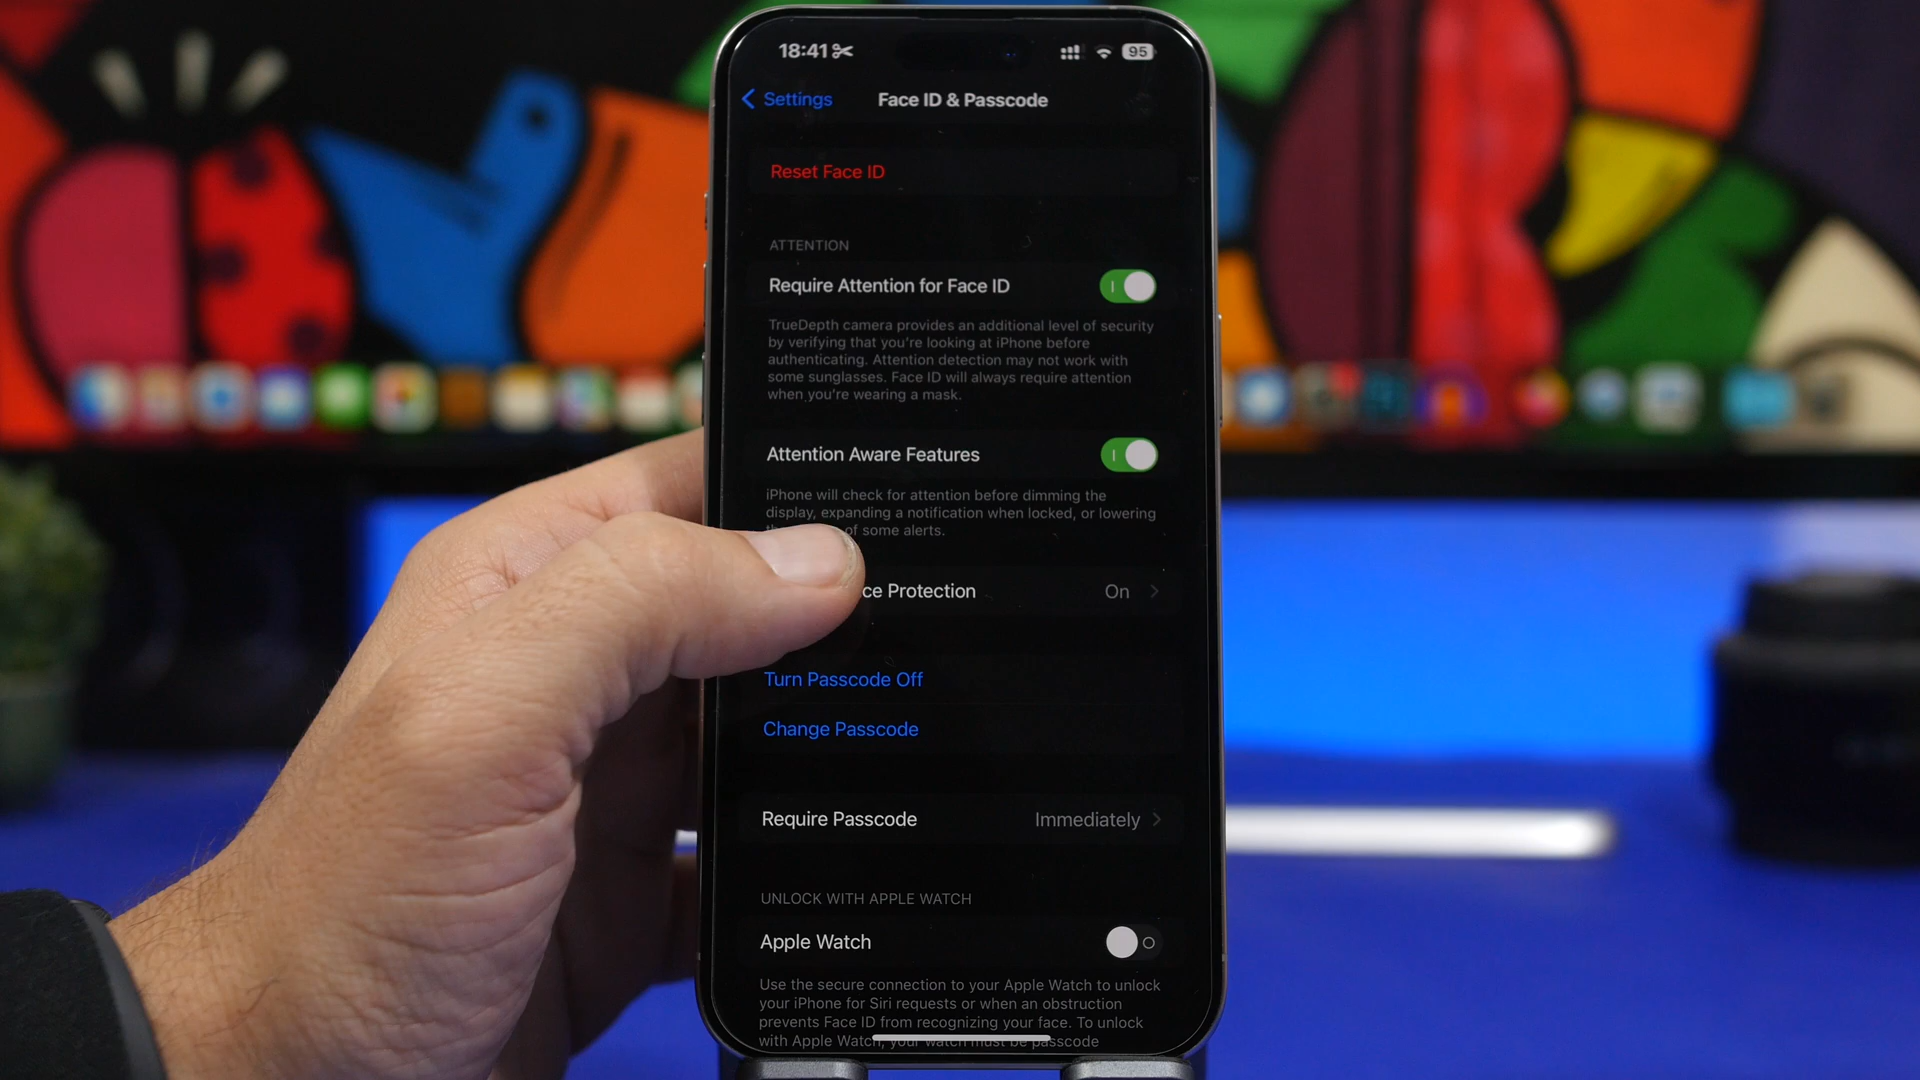 18:41
95
Settings
Face ID & Passcode
Reset Face ID
ATTENTION
Require Attention for Face ID
TrueDepth camera provides an additional level of security
by verifying that you're looking at iPhone before
authenticating. Attention detection may not work with
some sunglasses. Face ID will always require attention
when you're wearing a mask.
Attention Aware Features
iPhone will check for attention before dimming the
display, expanding a notification when locked, or lowering
of some alerts.
Protection
On
Turn Passcode Off
Change Passcode
Require Passcode
Immediately
UNLOCK WITH APPLE WATCH
Apple Watch
Use the secure connection to your Apple Watch to unlock
your iPhone for Siri requests or when an obstruction
prevents Face ID from recognizing your face. To unlock
with Apple Watch, your watch must be passcode